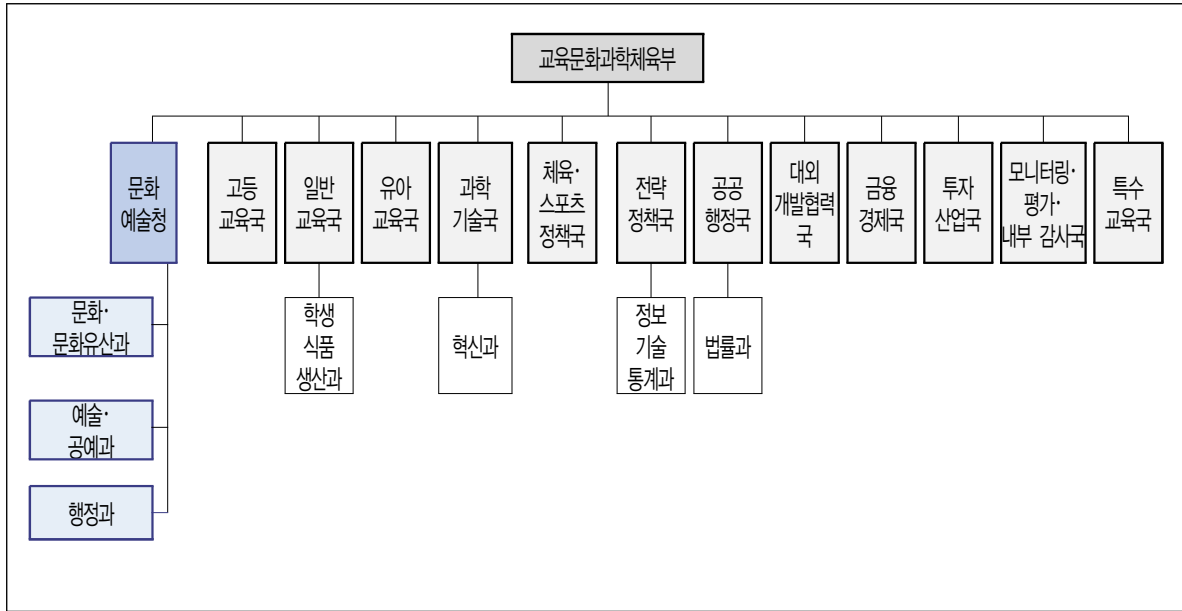 교육문화과학체육부
문화
예술청
고등
교육국
일반
교육국
유아
교육국
과학
기술국
체육·
스포츠
정책국
전략
정책국
공공
행정국
대외
개발협력
국
금융
경제국
투자
산업국
모니터링·
평가·
내부 감사국
특수
교육국
문화·
문화유산과
예술·
공예과
행정과
학생
식품
생산과
혁신과
정보
기술
통계과
법률과